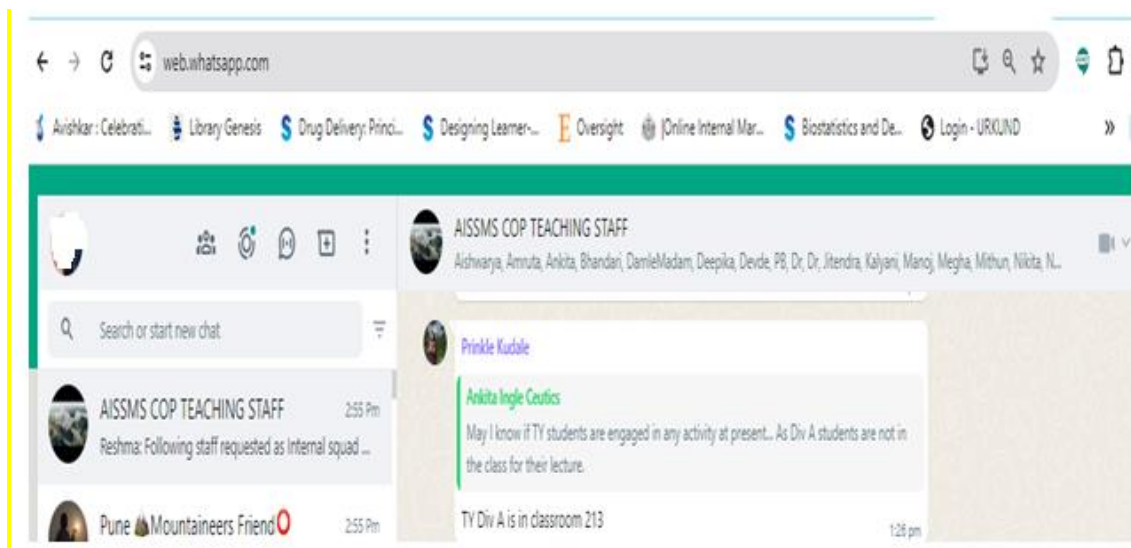 web.whatsapp.com
Avishkar : Celebrati... Library Genesis Drug Delivery: Princi... Designing Learner-... Oversight |Online Internal Mar... Biostatistics and De... Login - URKUND »
AISSMS COP TEACHING STAFF
Aishwarya, Amruta, Ankita, Bhandari, DamleMadam, Deepika, Devde, PB, Dr, Dr, Jitendra, Kalyani, Manoj, Megha, Mithun, Nikita, N...
Search or start new chat
AISSMS COP TEACHING STAFF 2:55 Pm
Reshma: Following staff requested as Internal squad ...
Pune Mountaineers Friend 2:55 Pm
Prinkle Kudale
Ankita Ingle Ceutics
May I know if TY students are engaged in any activity at present... As Div A students are not in
the class for their lecture.
TY Div A is in classroom 213
1:26 pm